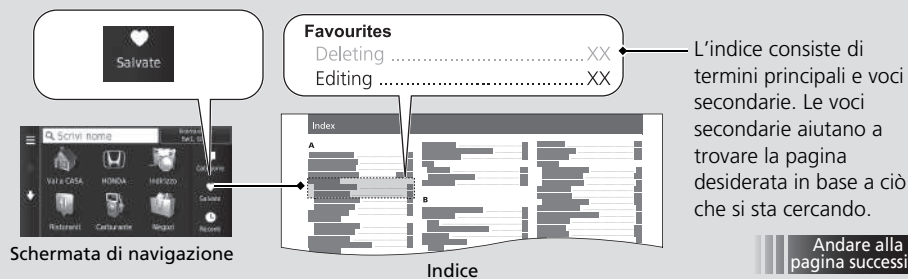 Salvate
Favourites
Deleting ................................ XX
Editing .................................. XX
L'indice consiste di
termini principali e voci
secondarie. Le voci
secondarie aiutano a
trovare la pagina
desiderata in base a ciò
che si sta cercando.
Index
A
B
Scrivi nome
Vai a CASA
HONDA
Indirizzo
Categorie
Salvate
Ristoranti
Carburante
Negozi
Recenti
Schermata di navigazione
Indice
Andare alla
pagina successi